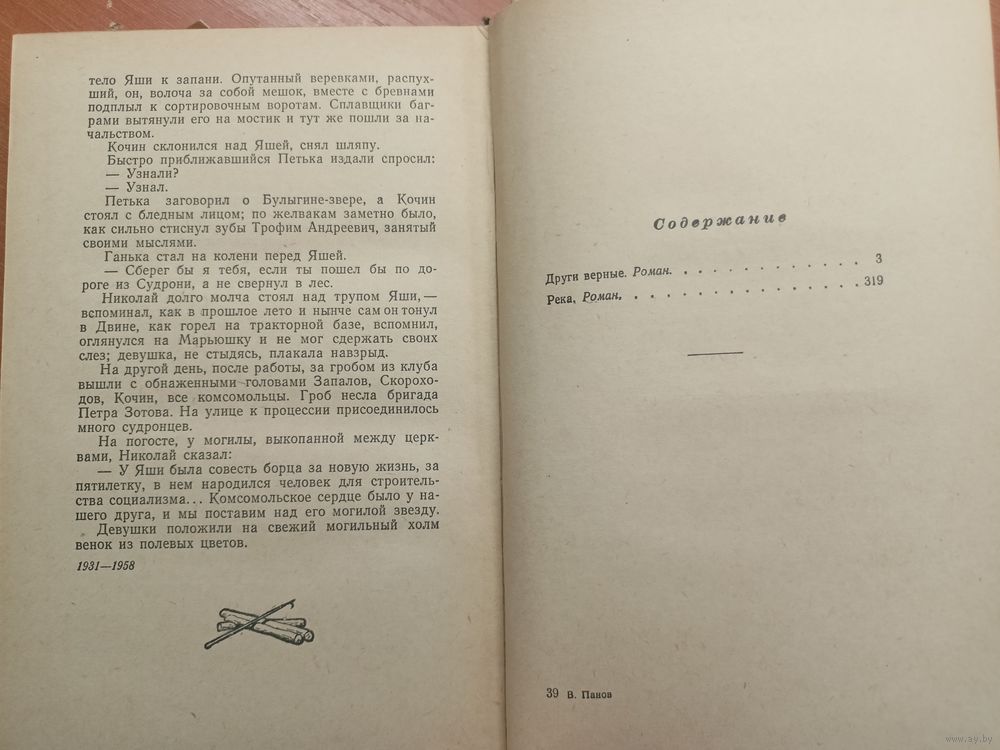 тело Яши к запани. Опутанный веревками, распух-
ший, он, волоча за собой мешок, вместе с бревнами
подплыл к сортировочным воротам. Сплавщики баг-
рами вытянули его на мостик и тут же пошли за на-
чальством.
Кочин склонился над Яшей, снял шляпу.
Быстро приближавшийся Петька издали спросил:
— Узнали?
— Узнал.
Петька заговорил о Булыгине-звере, а Кочин
стоял с бледным лицом; по желвакам заметно было,
как сильно стиснул зубы Трофим Андреевич, занятый
своими мыслями.
Ганька стал на колени перед Яшей.
— Сберег бы я тебя, если ты пошел бы по до-
роге из Судрони, а не свернул в лес.
Николай долго молча стоял над трупом Яши,—
вспоминал, как в прошлое лето и нынче сам он тонул
в Двине, как горел на тракторной базе, вспомнил,
оглянулся на Марьюшку и не мог сдержать своих
слез; девушка, не стыдясь, плакала навзрыд.
На другой день, после работы, за гробом из клуба
вышли с обнаженными головами Запалов, Скорохо-
дов, Кочин, все комсомольцы. Гроб несла бригада
Петра Зотова. На улице к процессии присоединилось
много судронцев.
На погосте, у могилы, выкопанной между церк-
вами, Николай сказал:
— У Яши была совесть борца за новую жизнь, за
пятилетку, в нем народился человек для строитель-
ства социализма... Комсомольское сердце было у на-
шего друга, и мы поставим над его могилой звезду.
Девушки положили на свежий могильный холм
венок из полевых цветов.
1931—1958
Содержание
Други верные. Роман. . . . . . . . . . . 3
Река, Роман. . . . . . . . . . . . . 319
39 В. Панов
www.ay.by